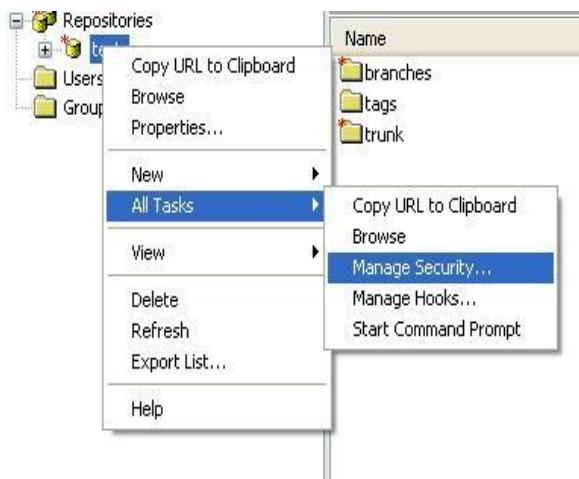 Repositories
Users
Name
branches
tags
trunk
Copy URL to Clipboard
Browse
Properties...
New
All Tasks
View
Delete
Refresh
Export List...
Help
Copy URL to Clipboard
Browse
Manage Security...
Manage Hooks...
Start Command Prompt